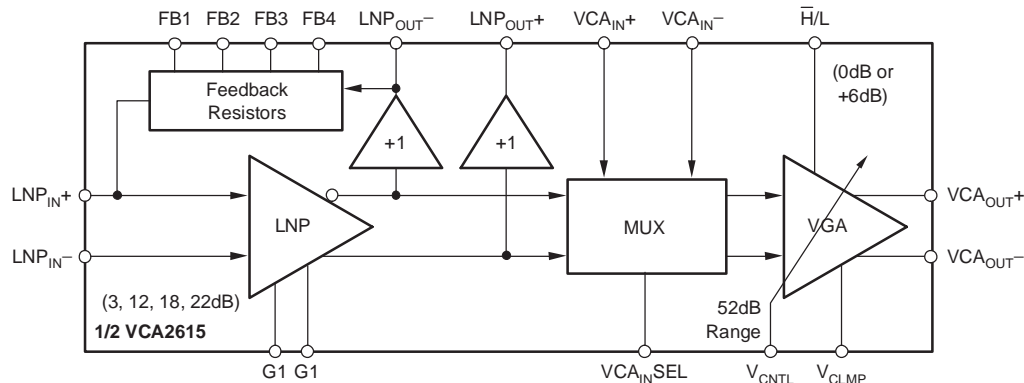 FB1 FB2 FB3 FB4 LNPOUT− LNPOUT+ VCAIN+ VCAIN− H̅/L
Feedback
Resistors
(0dB or
+6dB)
+1 +1
LNPIN+
LNPIN−
LNP
MUX
VGA
VCAOUT+
VCAOUT−
(3, 12, 18, 22dB)
1/2 VCA2615
52dB
Range
G1 G1 VCAINSEL VCNTL VCLMP